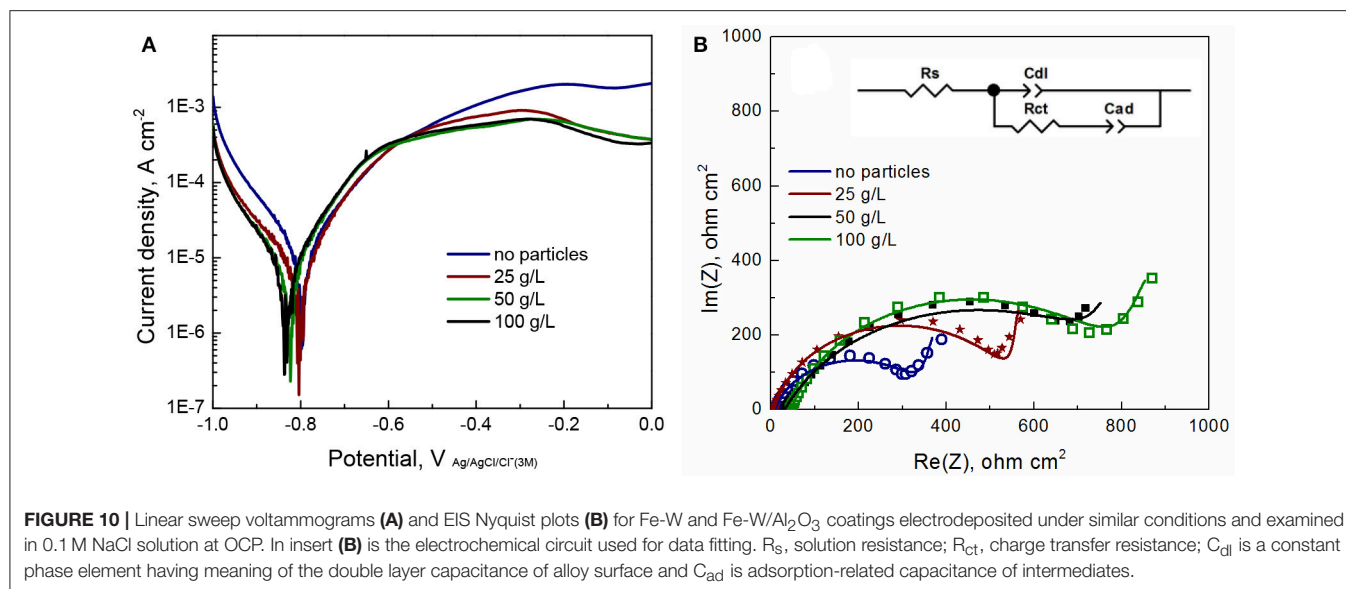 A
1E-3
1E-4
1E-5
1E-6
1E-7
Current density, A cm⁻²
-1.0 -0.8 -0.6 -0.4 -0.2 0.0
Potential, V Ag/AgCl/Cl⁻(3M)
no particles
25 g/L
50 g/L
100 g/L
B
1000
800
600
400
200
0
Im(Z), ohm cm²
0 200 400 600 800 1000
Re(Z), ohm cm²
Rs
Cdl
Rct
Cad
no particles
25 g/L
50 g/L
100 g/L
FIGURE 10 | Linear sweep voltammograms (A) and EIS Nyquist plots (B) for Fe-W and Fe-W/Al₂O₃ coatings electrodeposited under similar conditions and examined
in 0.1 M NaCl solution at OCP. In insert (B) is the electrochemical circuit used for data fitting. Rₛ, solution resistance; R_ct, charge transfer resistance; C_dl is a constant
phase element having meaning of the double layer capacitance of alloy surface and C_ad is adsorption-related capacitance of intermediates.